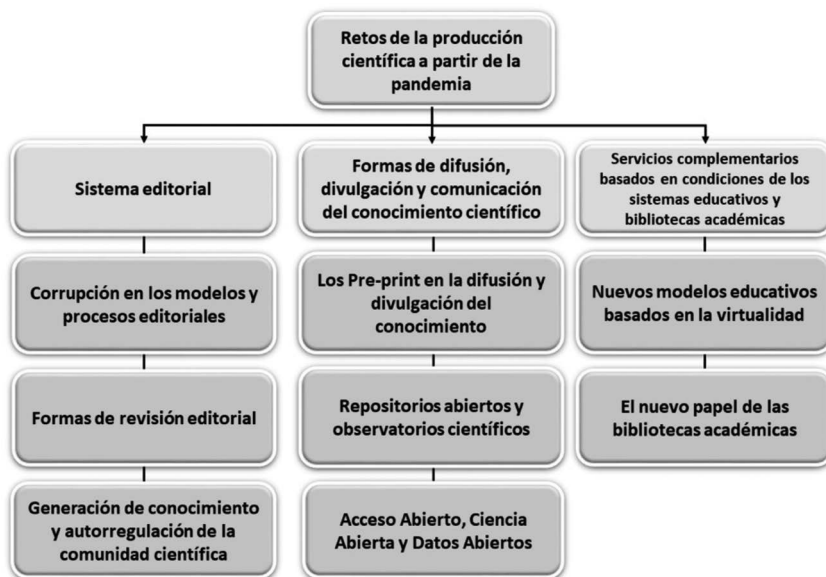 Retos de la producción
científica a partir de la
pandemia
Sistema editorial
Formas de difusión,
divulgación y comunicación
del conocimiento científico
Servicios complementarios
basados en condiciones de los
sistemas educativos y
bibliotecas académicas
Corrupción en los modelos y
procesos editoriales
Los Pre-print en la difusión y
divulgación del
conocimiento
Nuevos modelos educativos
basados en la virtualidad
Formas de revisión editorial
Repositorios abiertos y
observatorios científicos
El nuevo papel de las
bibliotecas académicas
Generación de conocimiento
y autorregulación de la
comunidad científica
Acceso Abierto, Ciencia
Abierta y Datos Abiertos